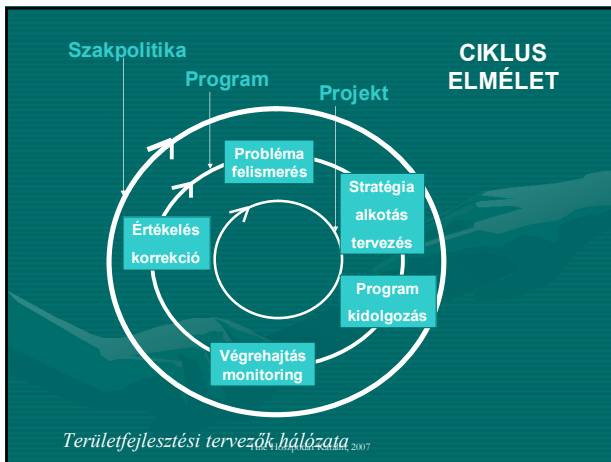 Szakpolitika
Program
Projekt
CIKLUS
ELMÉLET
Probléma
felismerés
Stratégia
alkotás
tervezés
Program
kidolgozás
Végrehajtás
monitoring
Értékelés
korrekció
Területfejlesztési tervezők hálózata
2007